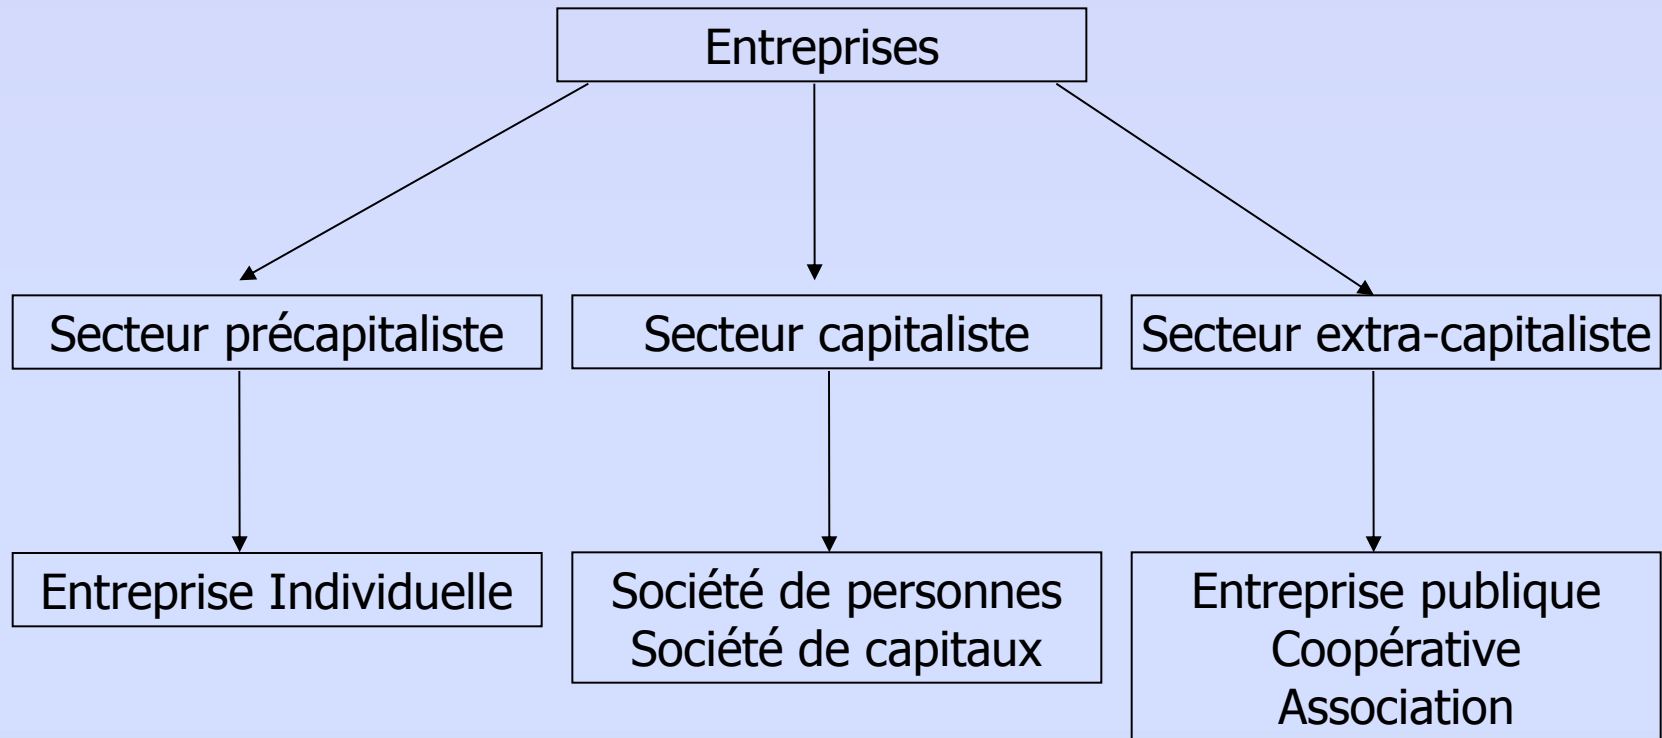 Entreprises
Secteur précapitaliste
Secteur capitaliste
Secteur extra-capitaliste
Entreprise Individuelle
Société de personnes
Société de capitaux
Entreprise publique
Coopérative
Association